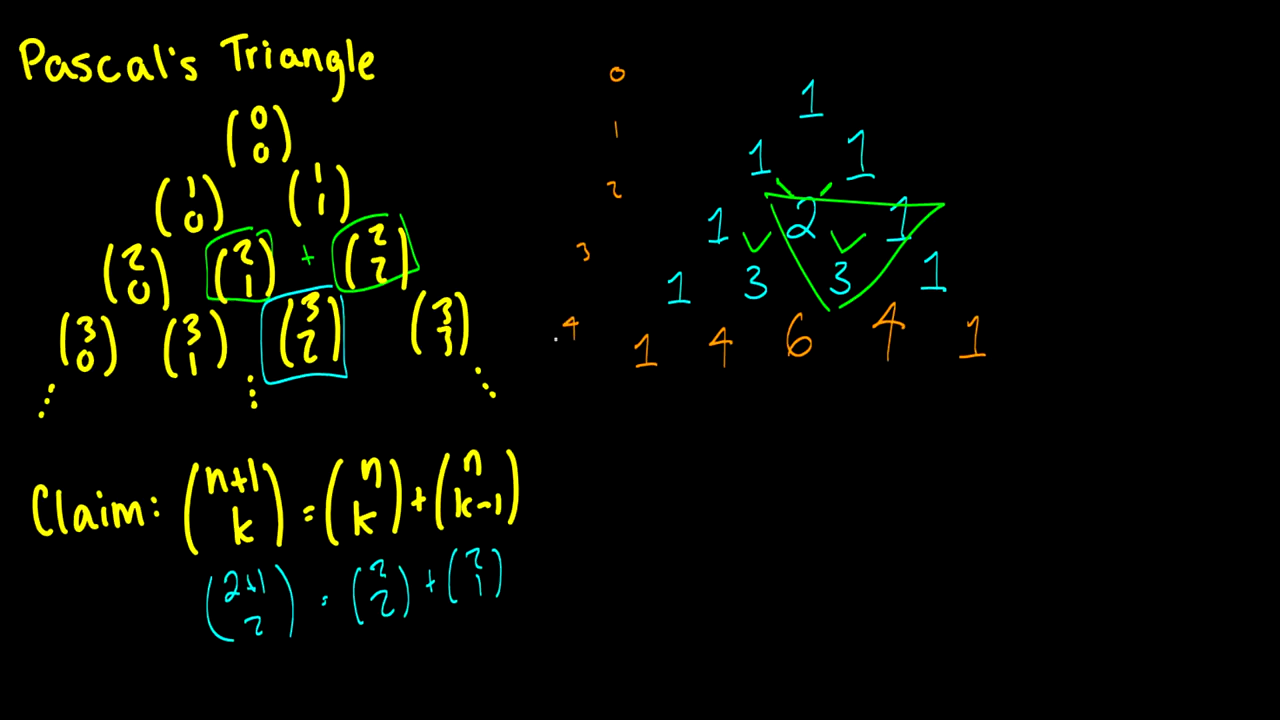 Pascal's Triangle
(0 0)
(1 0) (1 1)
(2 0) (2 1) + (2 2)
(3 0) (3 1) (3 2) (3 3)
⋰ ⋮ ⋱
Claim: (n+1 k) = (n k) + (n k-1)
(2+1 2) = (2 2) + (2 1)
0 1
1 1 1
2 1 2 1
3 1 3 3 1
4 1 4 6 4 1